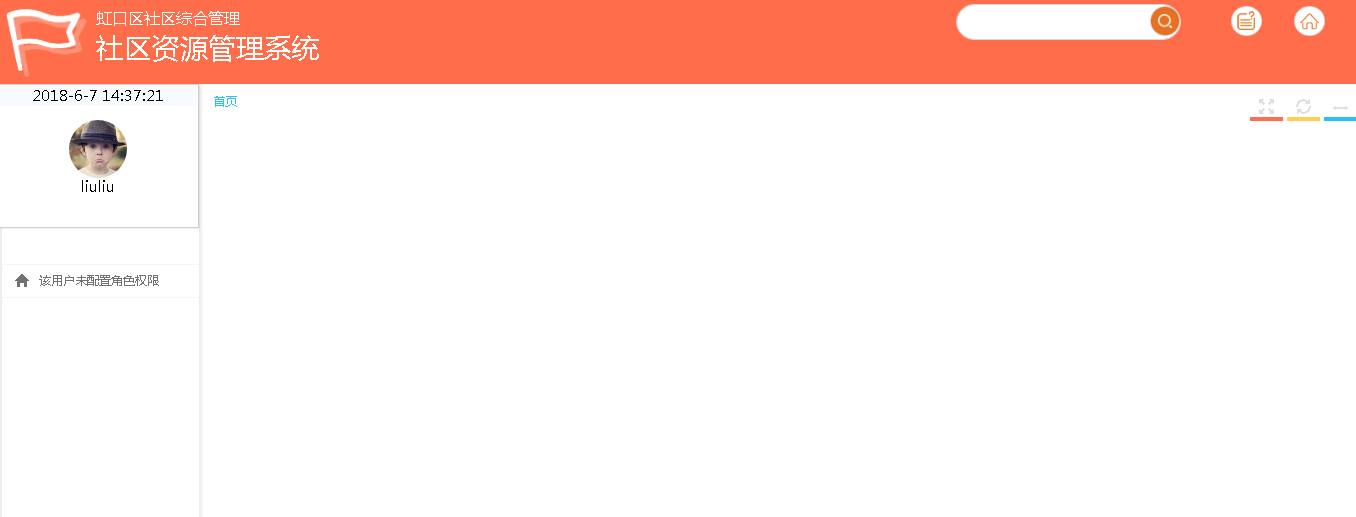 虹口区社区综合管理
社区资源管理系统
2018-6-7 14:37:21
首页
liuliu
该用户未配置角色权限